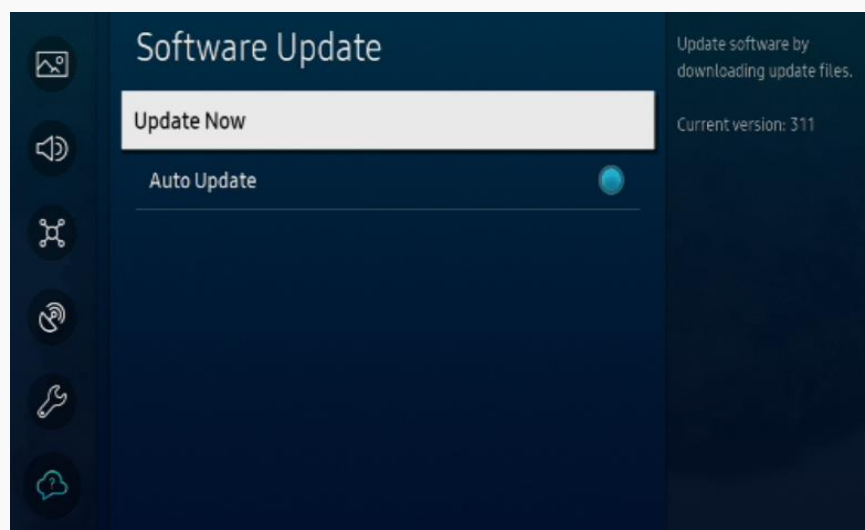 Software Update
Update Now
Auto Update
Update software by
downloading update files.
Current version: 311